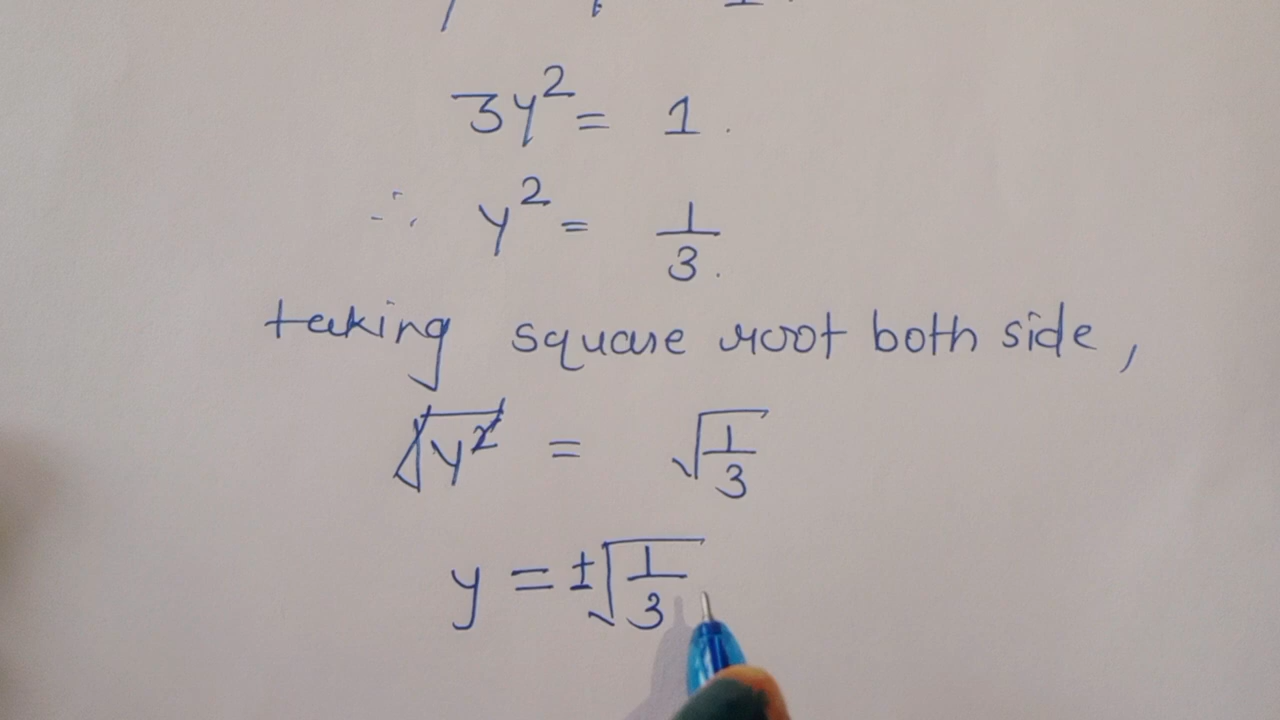 3y² = 1.
∴ y² = 1/3.
taking square root both side,
√y² = √1/3
y = ±√1/3